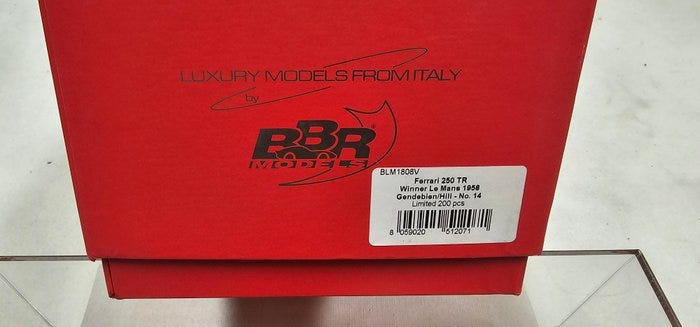 LUXURY MODELS FROM ITALY
by
BBR
MODELS
BLM1808V
Ferrari 250 TR
Winner Le Mans 1958
Gendebien/Hill - No. 14
Limited 200 pcs
8 059020 512071